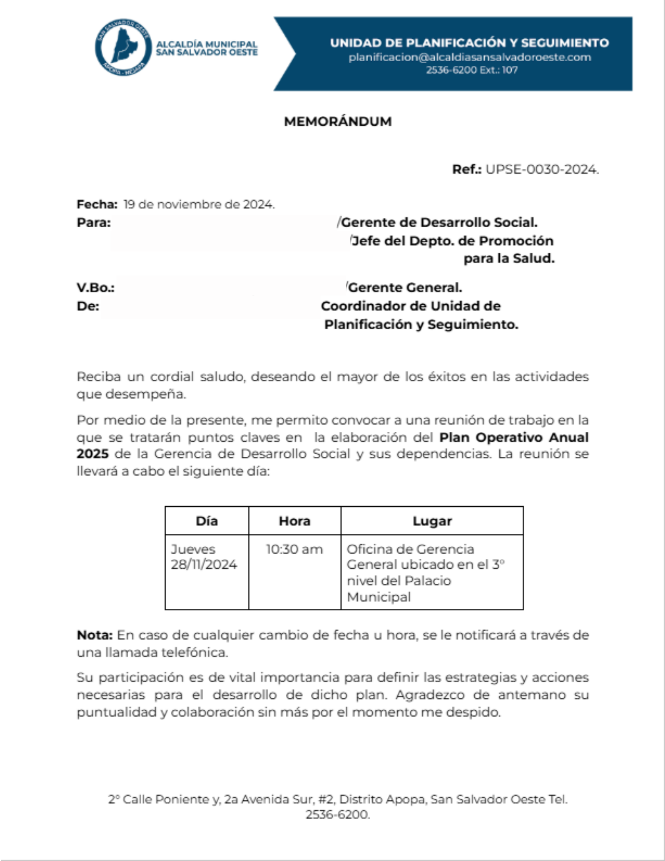 SAN SALVADOR OESTE
APOPA - NEJAPA
ALCALDÍA MUNICIPAL
SAN SALVADOR OESTE
UNIDAD DE PLANIFICACIÓN Y SEGUIMIENTO
planificacion@alcaldiasansalvadoroeste.com
2536-6200 Ext.: 107
MEMORÁNDUM
Ref.: UPSE-0030-2024.
Fecha: 19 de noviembre de 2024.
Para: /Gerente de Desarrollo Social.
/Jefe del Depto. de Promoción
para la Salud.
V.Bo.: /Gerente General.
De: Coordinador de Unidad de
Planificación y Seguimiento.
Reciba un cordial saludo, deseando el mayor de los éxitos en las actividades
que desempeña.
Por medio de la presente, me permito convocar a una reunión de trabajo en la
que se tratarán puntos claves en la elaboración del Plan Operativo Anual
2025 de la Gerencia de Desarrollo Social y sus dependencias. La reunión se
llevará a cabo el siguiente día:
Día Hora Lugar
Jueves 10:30 am Oficina de Gerencia
28/11/2024 General ubicado en el 3°
nivel del Palacio
Municipal
Nota: En caso de cualquier cambio de fecha u hora, se le notificará a través de
una llamada telefónica.
Su participación es de vital importancia para definir las estrategias y acciones
necesarias para el desarrollo de dicho plan. Agradezco de antemano su
puntualidad y colaboración sin más por el momento me despido.
2° Calle Poniente y, 2a Avenida Sur, #2, Distrito Apopa, San Salvador Oeste Tel.
2536-6200.